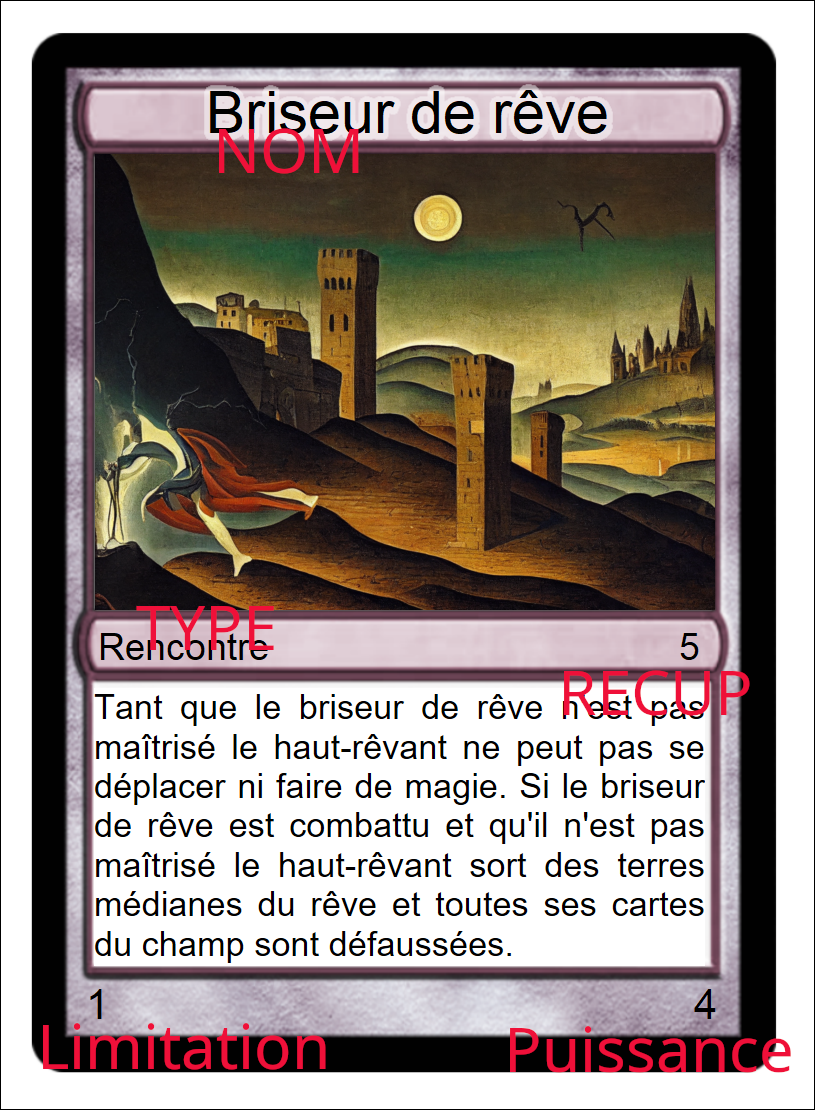 Briseur de rêve
NOM
TYPE
Rencontre 5
RECUP
Tant que le briseur de rêve n'est pas
maîtrisé le haut-rêvant ne peut pas se
déplacer ni faire de magie. Si le briseur
de rêve est combattu et qu'il n'est pas
maîtrisé le haut-rêvant sort des terres
médianes du rêve et toutes ses cartes
du champ sont défaussées.
1 4
Limitation Puissance